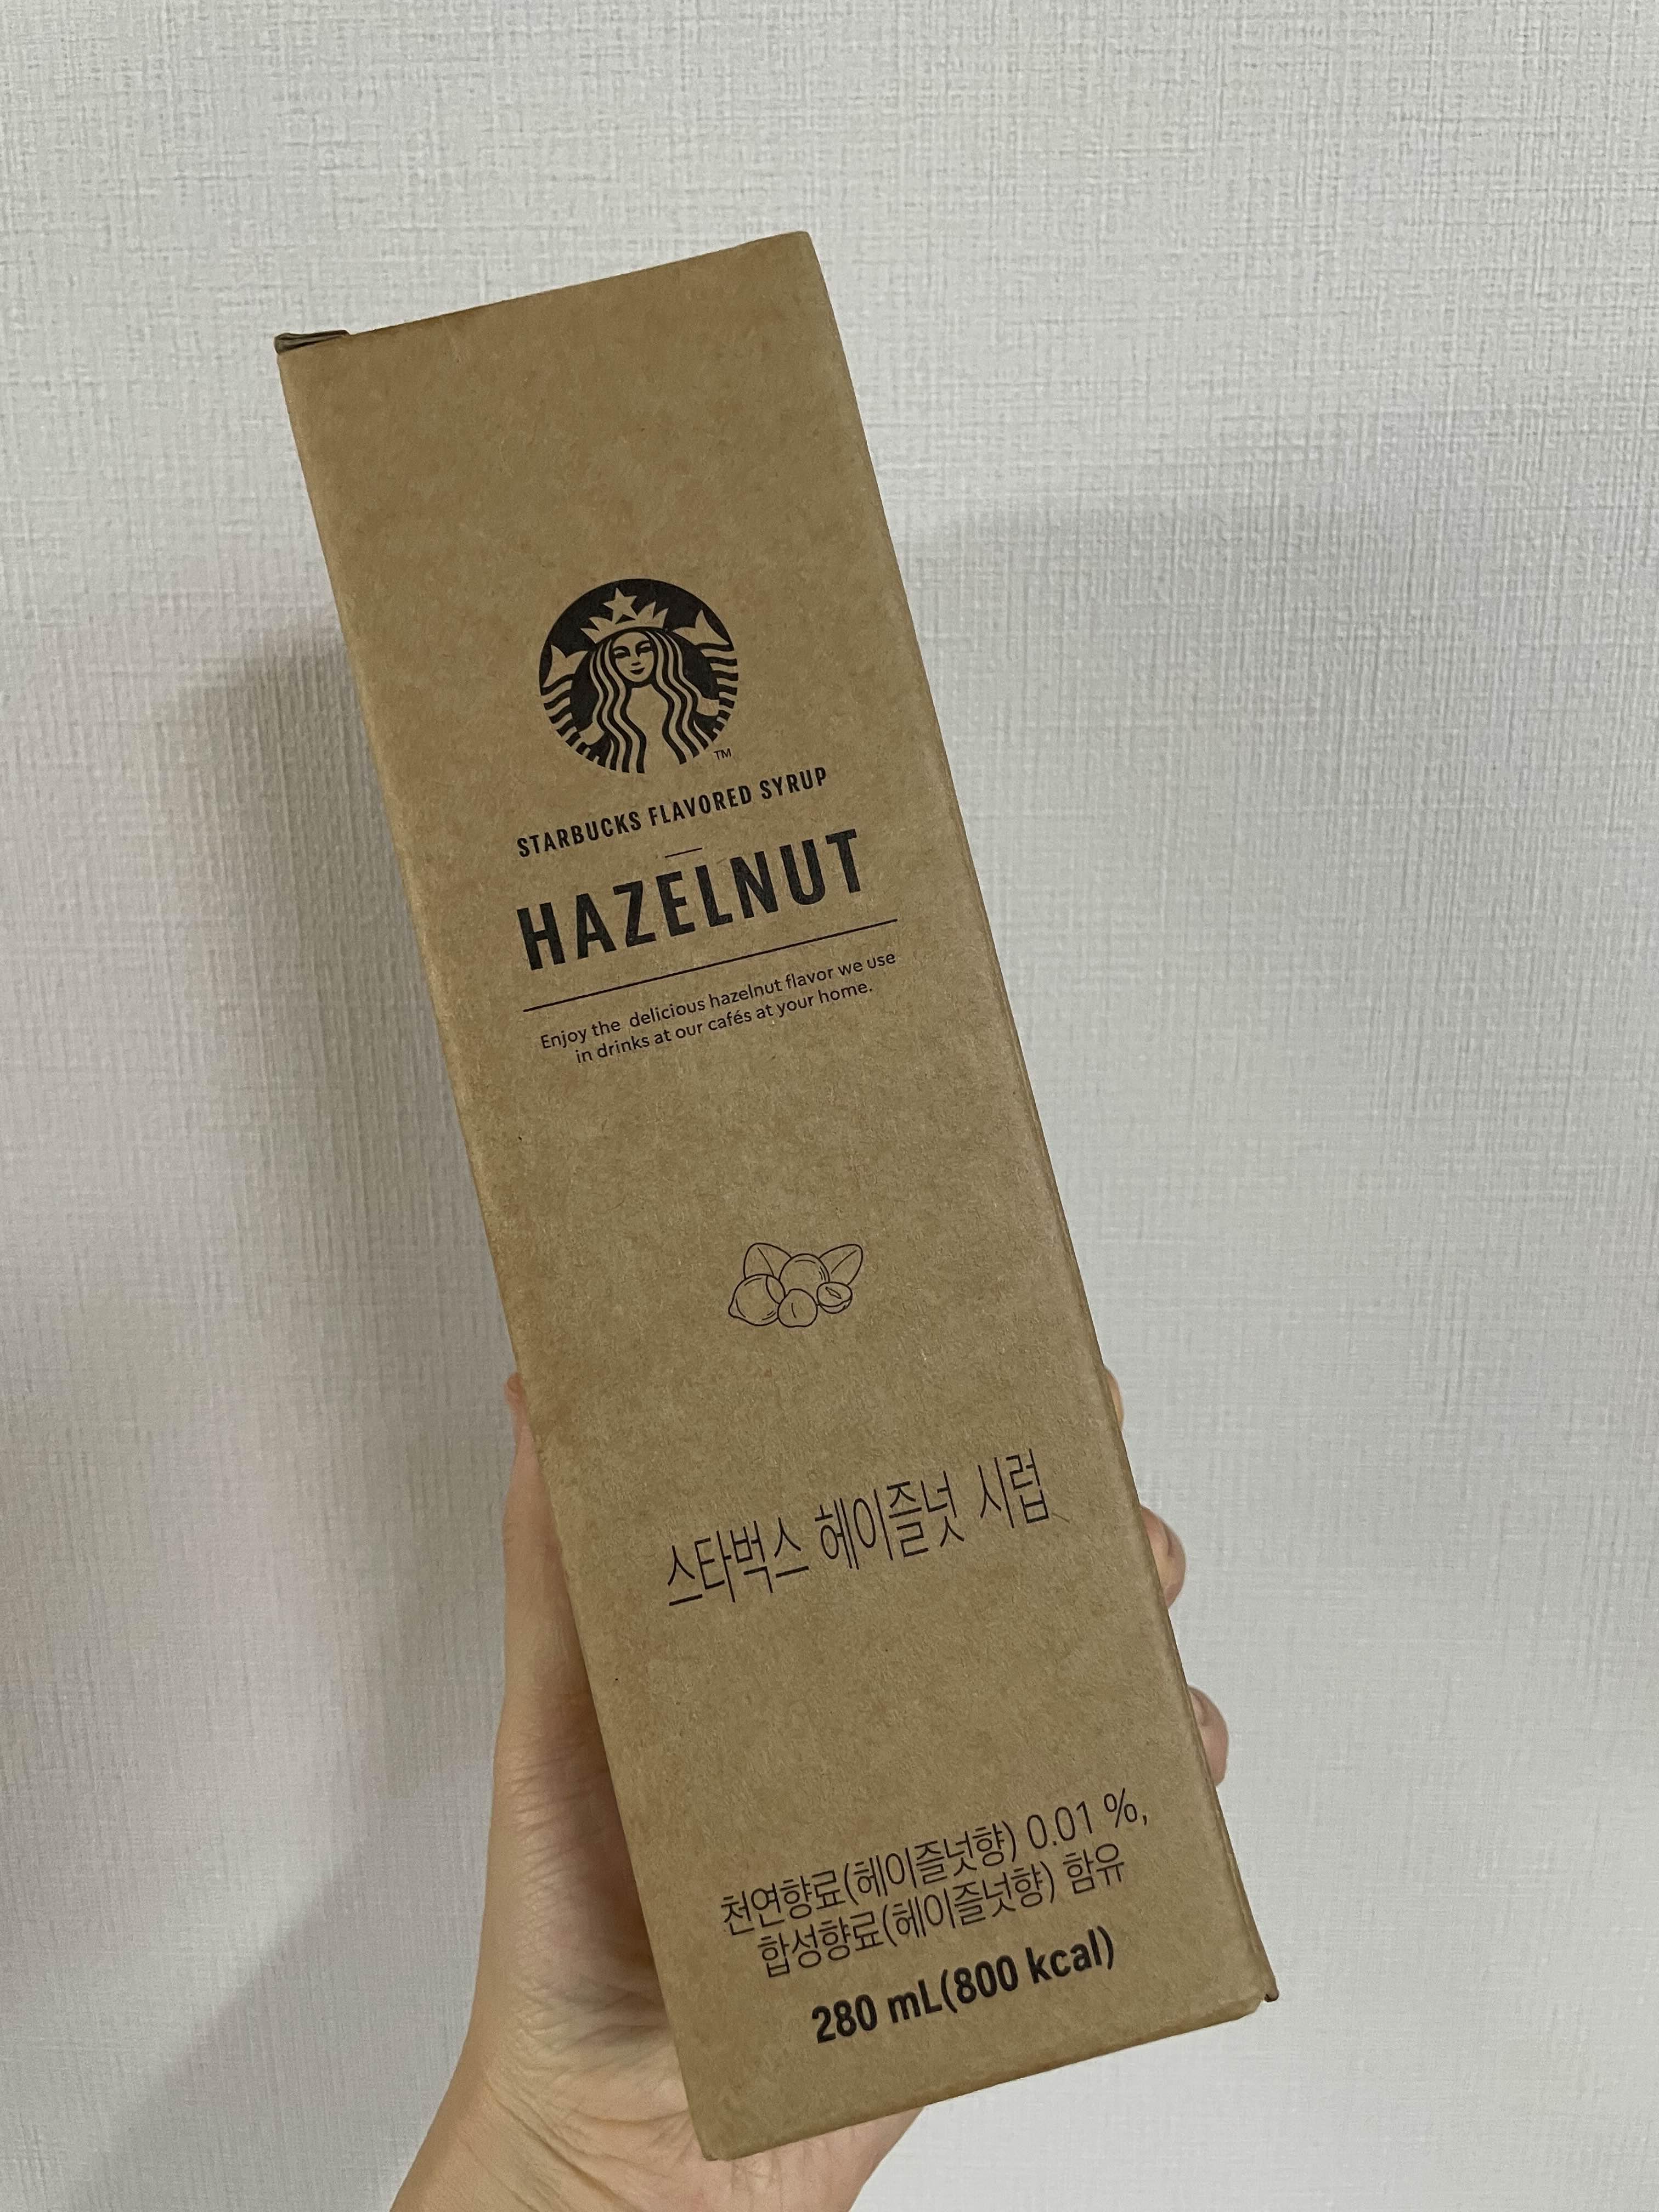 TM
STARBUCKS FLAVORED SYRUP
HAZELNUT
Enjoy the delicious hazelnut flavor we use
in drinks at our cafés at your home.
스타벅스 헤이즐넛 시럽
천연향료(헤이즐넛향) 0.01 %,
합성향료(헤이즐넛향) 함유
280 mL(800 kcal)